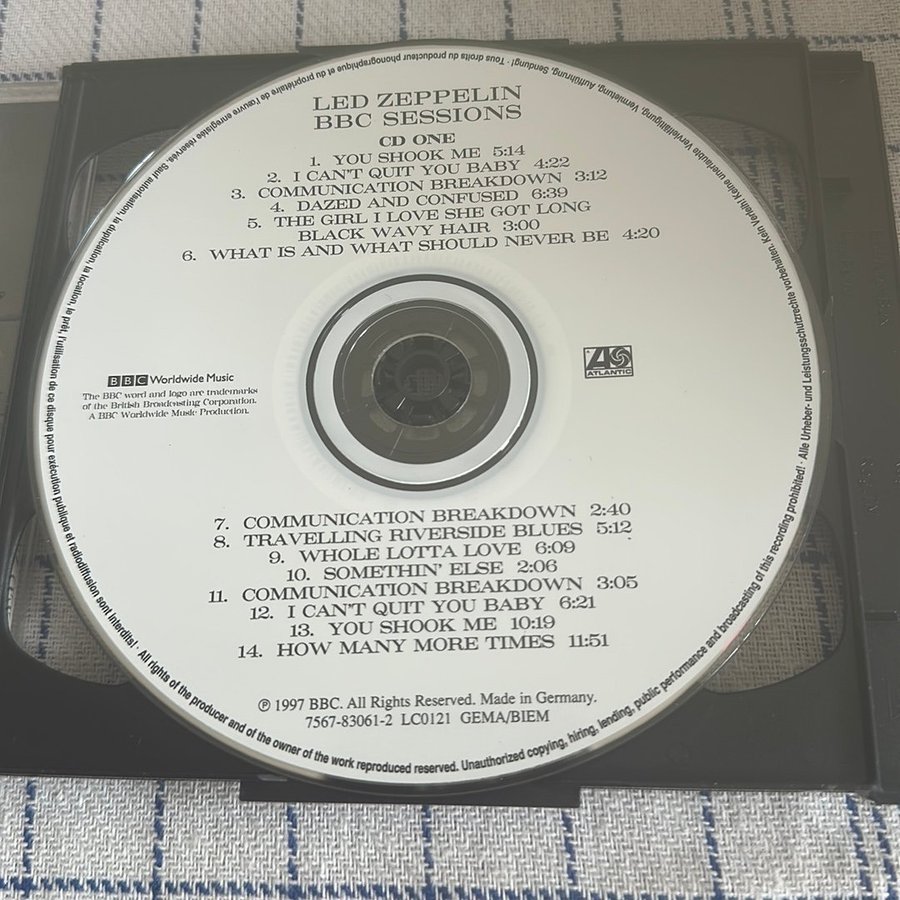 LED ZEPPELIN
BBC SESSIONS
CD ONE
1. YOU SHOOK ME 5:14
2. I CAN'T QUIT YOU BABY 4:22
3. COMMUNICATION BREAKDOWN 3:12
4. DAZED AND CONFUSED 6:39
5. THE GIRL I LOVE SHE GOT LONG
BLACK WAVY HAIR 3:00
6. WHAT IS AND WHAT SHOULD NEVER BE 4:20
BBC Worldwide Music
The BBC word and logo are trademarks
of the British Broadcasting Corporation.
A BBC Worldwide Music Production.
ATLANTIC
7. COMMUNICATION BREAKDOWN 2:40
8. TRAVELLING RIVERSIDE BLUES 5:12
9. WHOLE LOTTA LOVE 6:09
10. SOMETHIN' ELSE 2:06
11. COMMUNICATION BREAKDOWN 3:05
12. I CAN'T QUIT YOU BABY 6:21
13. YOU SHOOK ME 10:19
14. HOW MANY MORE TIMES 11:51
℗ 1997 BBC. All Rights Reserved. Made in Germany.
7567-83061-2 LC0121 GEMA/BIEM
All rights of the producer and of the owner of the work reproduced reserved. Unauthorized copying, hiring, lending, public performance and broadcasting of this recording prohibited! · Alle Urheber- und Leistungsschutzrechte vorbehalten. Kein Verleih! Keine unerlaubte Vervielfältigung, Vermietung, Aufführung, Sendung! · Tous droits du producteur phonographique et du propriétaire de l'œuvre enregistrée réservés. Sauf autorisation, la duplication, la location, le prêt, l'utilisation de ce disque pour exécution publique et radiodiffusion sont interdits! ·